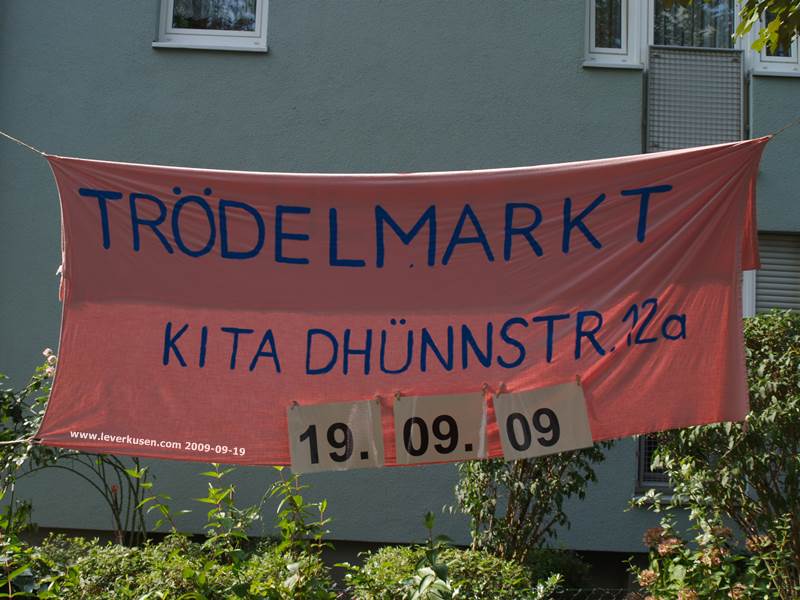 TRÖDELMARKT
KITA DHÜNNSTR. 12a
19. 09. 09
www.leverkusen.com 2009-09-19